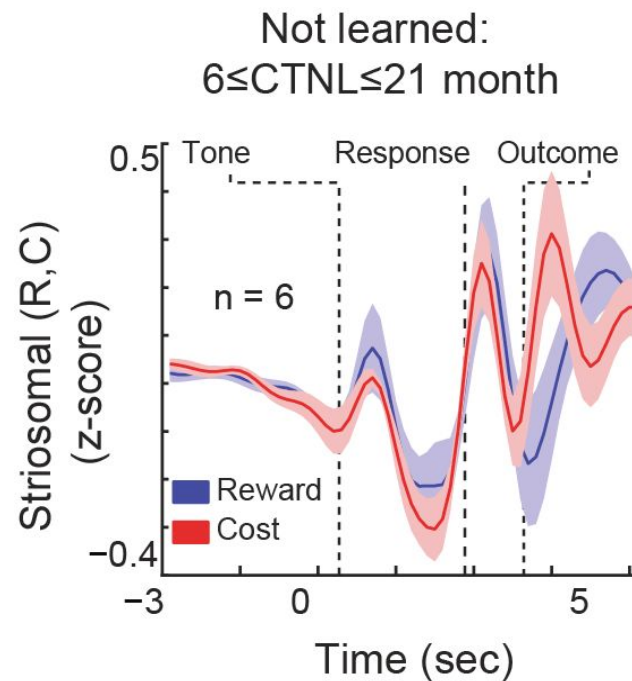 Not learned:
6≤CTNL≤21 month
0.5
Tone
Response
Outcome
n = 6
Striosomal (R,C)
(z-score)
Reward
Cost
−0.4
−3
0
5
Time (sec)